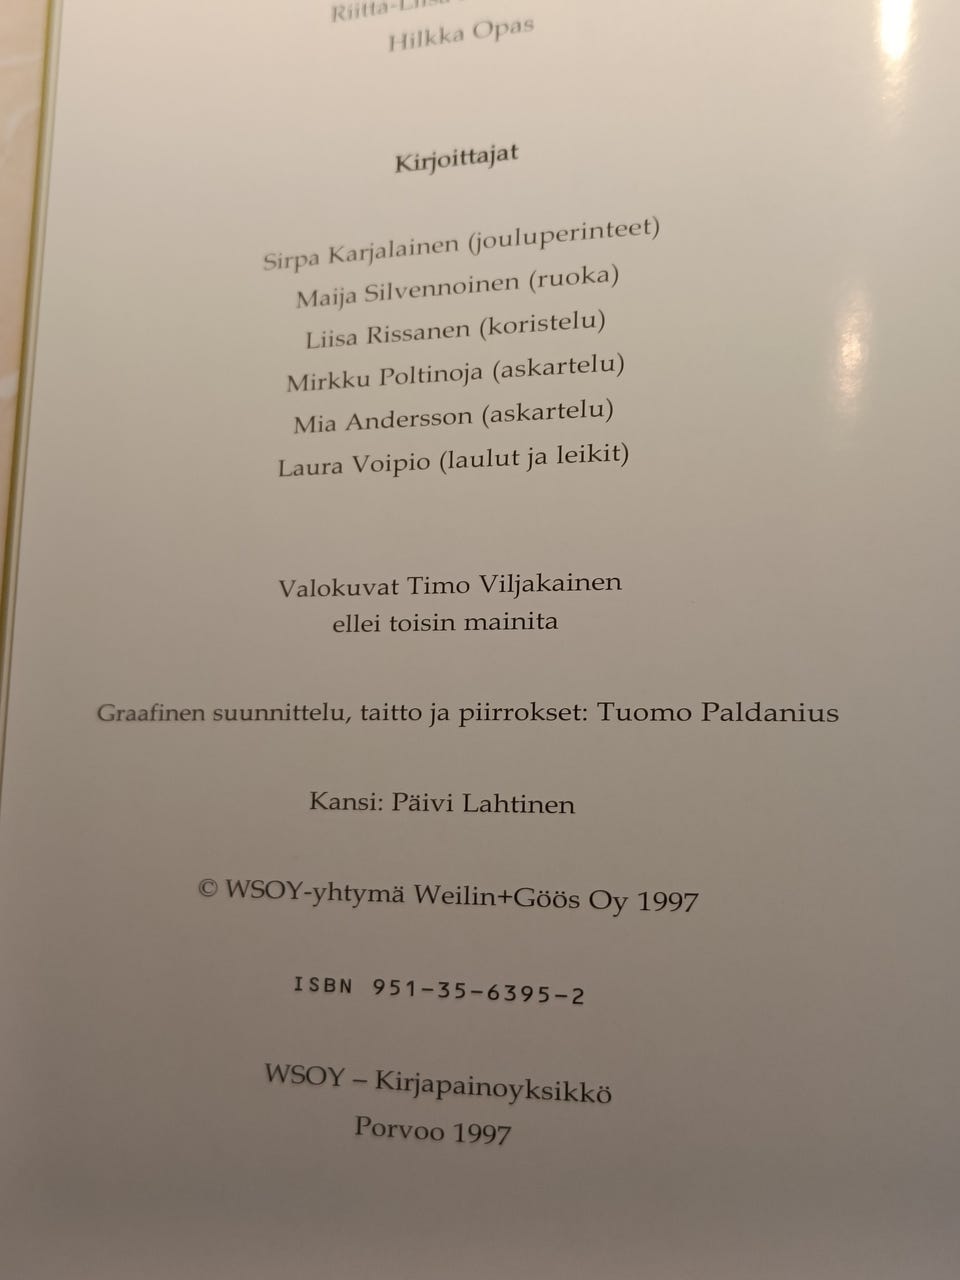 Riitta-Liisa
Hilkka Opas
Kirjoittajat
Sirpa Karjalainen (jouluperinteet)
Maija Silvennoinen (ruoka)
Liisa Rissanen (koristelu)
Mirkku Poltinoja (askartelu)
Mia Andersson (askartelu)
Laura Voipio (laulut ja leikit)
Valokuvat Timo Viljakainen
ellei toisin mainita
Graafinen suunnittelu, taitto ja piirrokset: Tuomo Paldanius
Kansi: Päivi Lahtinen
© WSOY-yhtymä Weilin+Göös Oy 1997
ISBN 951-35-6395-2
WSOY – Kirjapainoyksikkö
Porvoo 1997